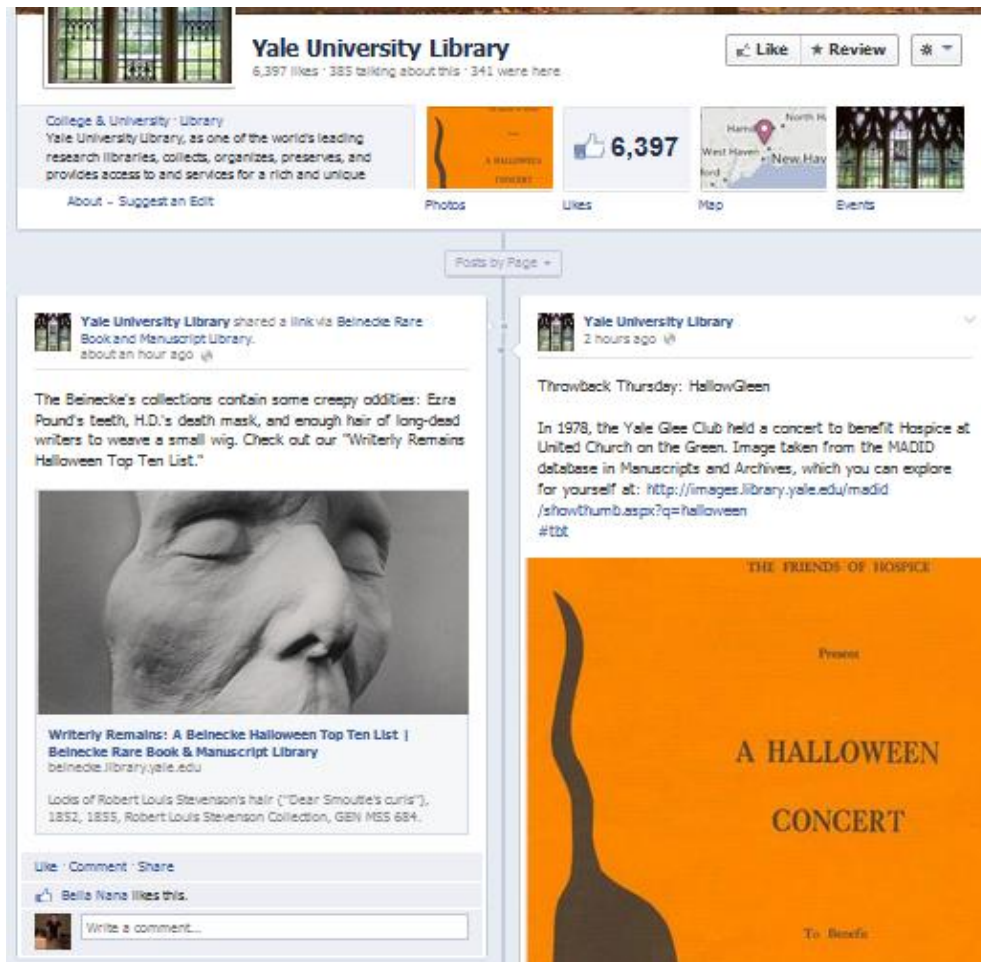 Yale University Library
6,397 likes · 385 talking about this · 341 were here
Like
★ Review
College & University · Library
Yale University Library, as one of the world's leading
research libraries, collects, organizes, preserves, and
provides access to and services for a rich and unique
About – Suggest an Edit
A HALLOWEEN
CONCERT
Photos
6,397
Likes
North H
Hamd
West Haven
New Hav
ford
Map
Events
Posts by Page
Yale University Library shared a link via Beinecke Rare
Book and Manuscript Library.
about an hour ago
The Beinecke's collections contain some creepy oddities: Ezra
Pound's teeth, H.D.'s death mask, and enough hair of long-dead
writers to weave a small wig. Check out our "Writerly Remains
Halloween Top Ten List."
Writerly Remains: A Beinecke Halloween Top Ten List |
Beinecke Rare Book & Manuscript Library
beinecke.library.yale.edu
Locks of Robert Louis Stevenson's hair ("Dear Smoutie's curls"),
1852, 1855, Robert Louis Stevenson Collection, GEN MSS 684.
Like · Comment · Share
Bella Nana likes this.
Write a comment...
Yale University Library
2 hours ago
Throwback Thursday: HallowGleen
In 1978, the Yale Glee Club held a concert to benefit Hospice at
United Church on the Green. Image taken from the MADID
database in Manuscripts and Archives, which you can explore
for yourself at: http://images.library.yale.edu/madid
/showthumb.aspx?q=halloween
#tbt
THE FRIENDS OF HOSPICE
Present
A HALLOWEEN
CONCERT
To Benefit